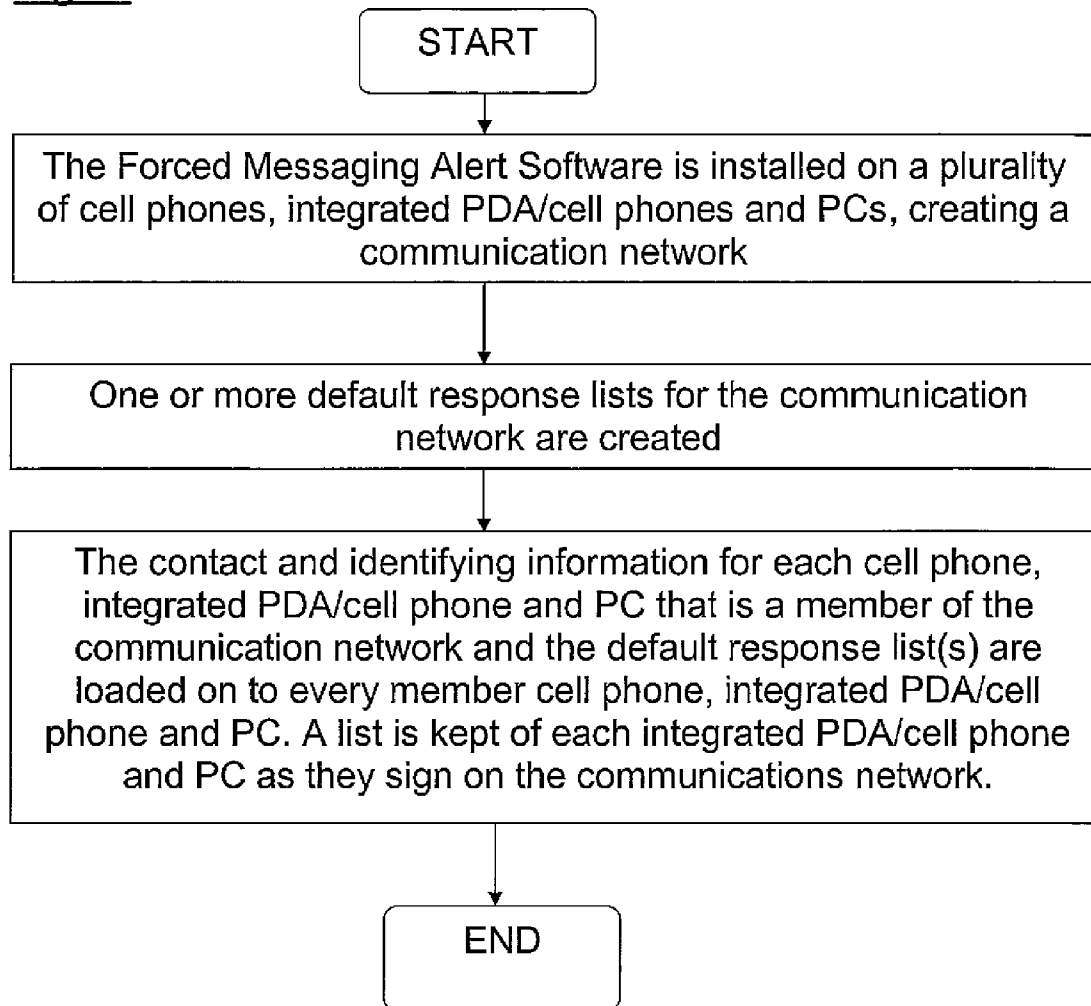 START
The Forced Messaging Alert Software is installed on a plurality
of cell phones, integrated PDA/cell phones and PCs, creating a
communication network
One or more default response lists for the communication
network are created
The contact and identifying information for each cell phone,
integrated PDA/cell phone and PC that is a member of the
communication network and the default response list(s) are
loaded on to every member cell phone, integrated PDA/cell
phone and PC. A list is kept of each integrated PDA/cell phone
and PC as they sign on the communications network.
END